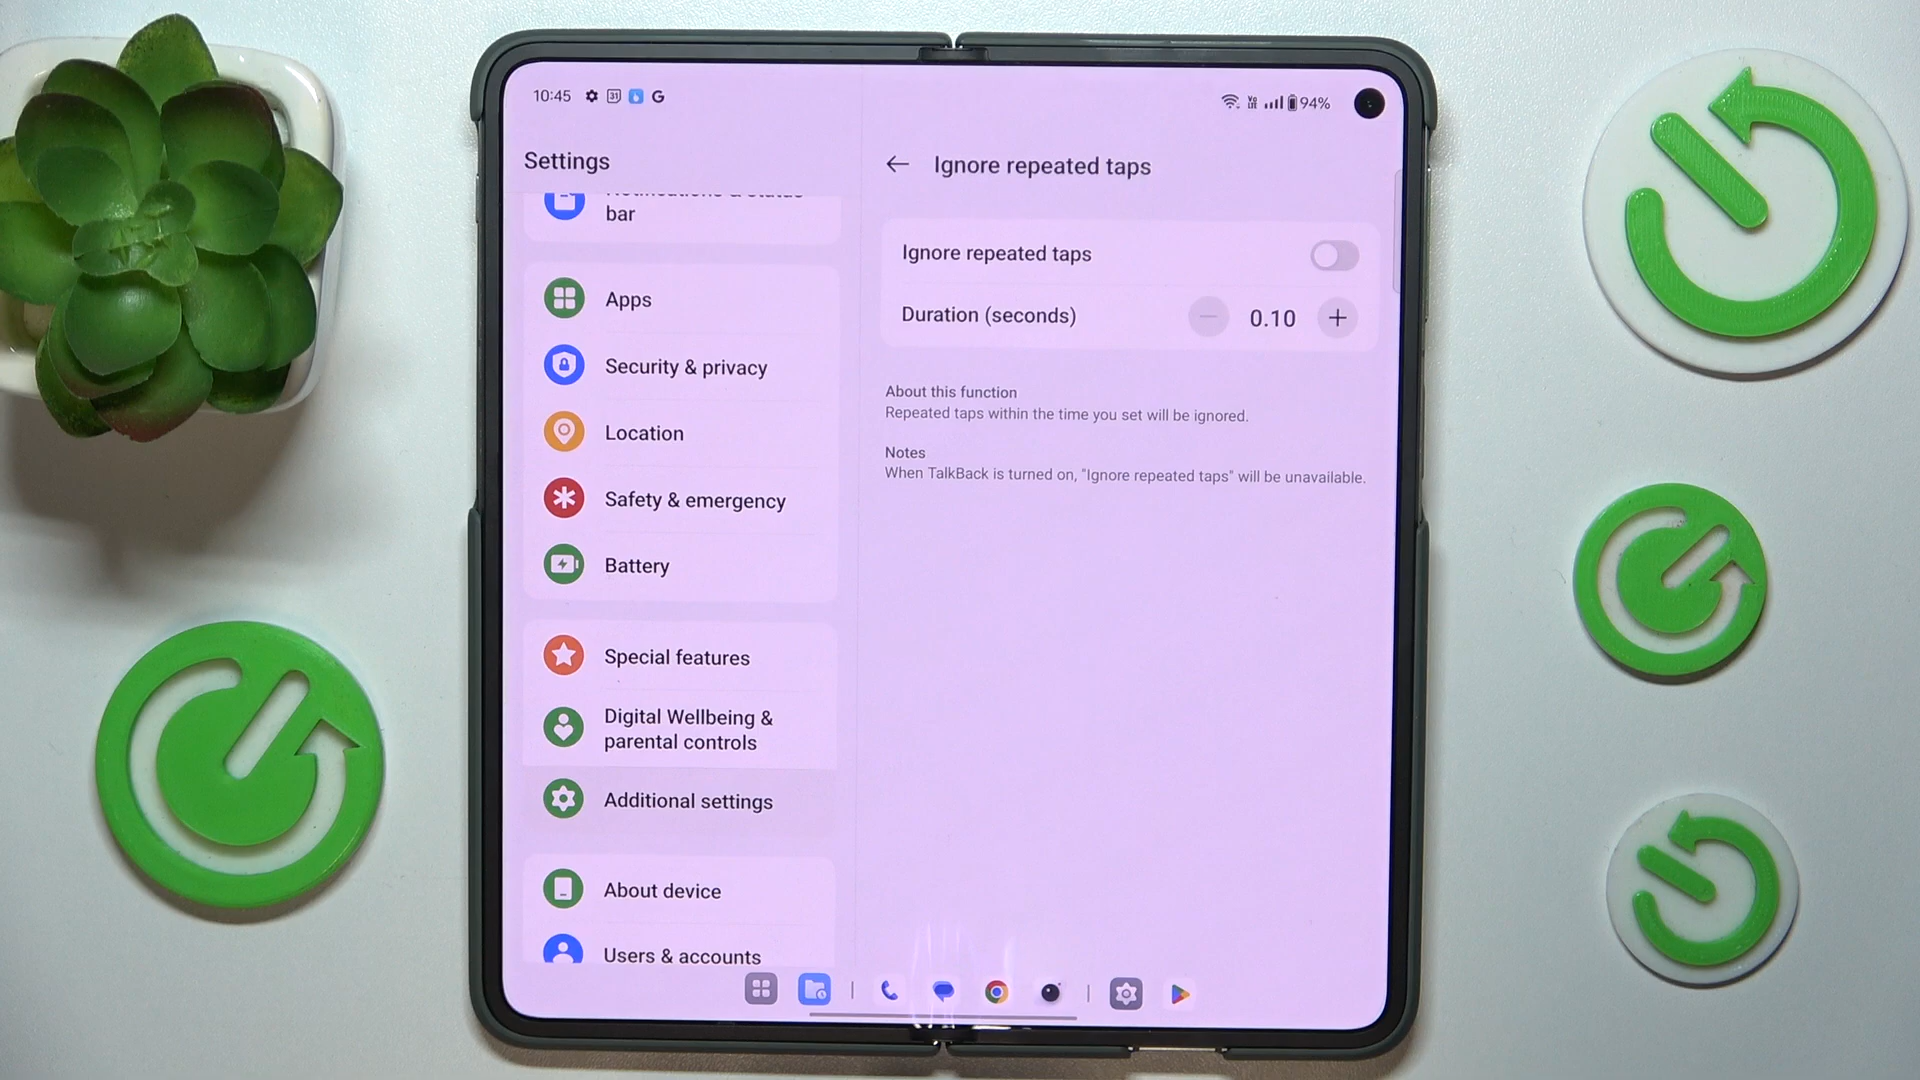 10:45
31
G
94%
Settings
bar
Apps
Security & privacy
Location
Safety & emergency
Battery
Special features
Digital Wellbeing &
parental controls
Additional settings
About device
Users & accounts
Ignore repeated taps
Ignore repeated taps
Duration (seconds)
0.10
About this function
Repeated taps within the time you set will be ignored.
Notes
When TalkBack is turned on, "Ignore repeated taps" will be unavailable.